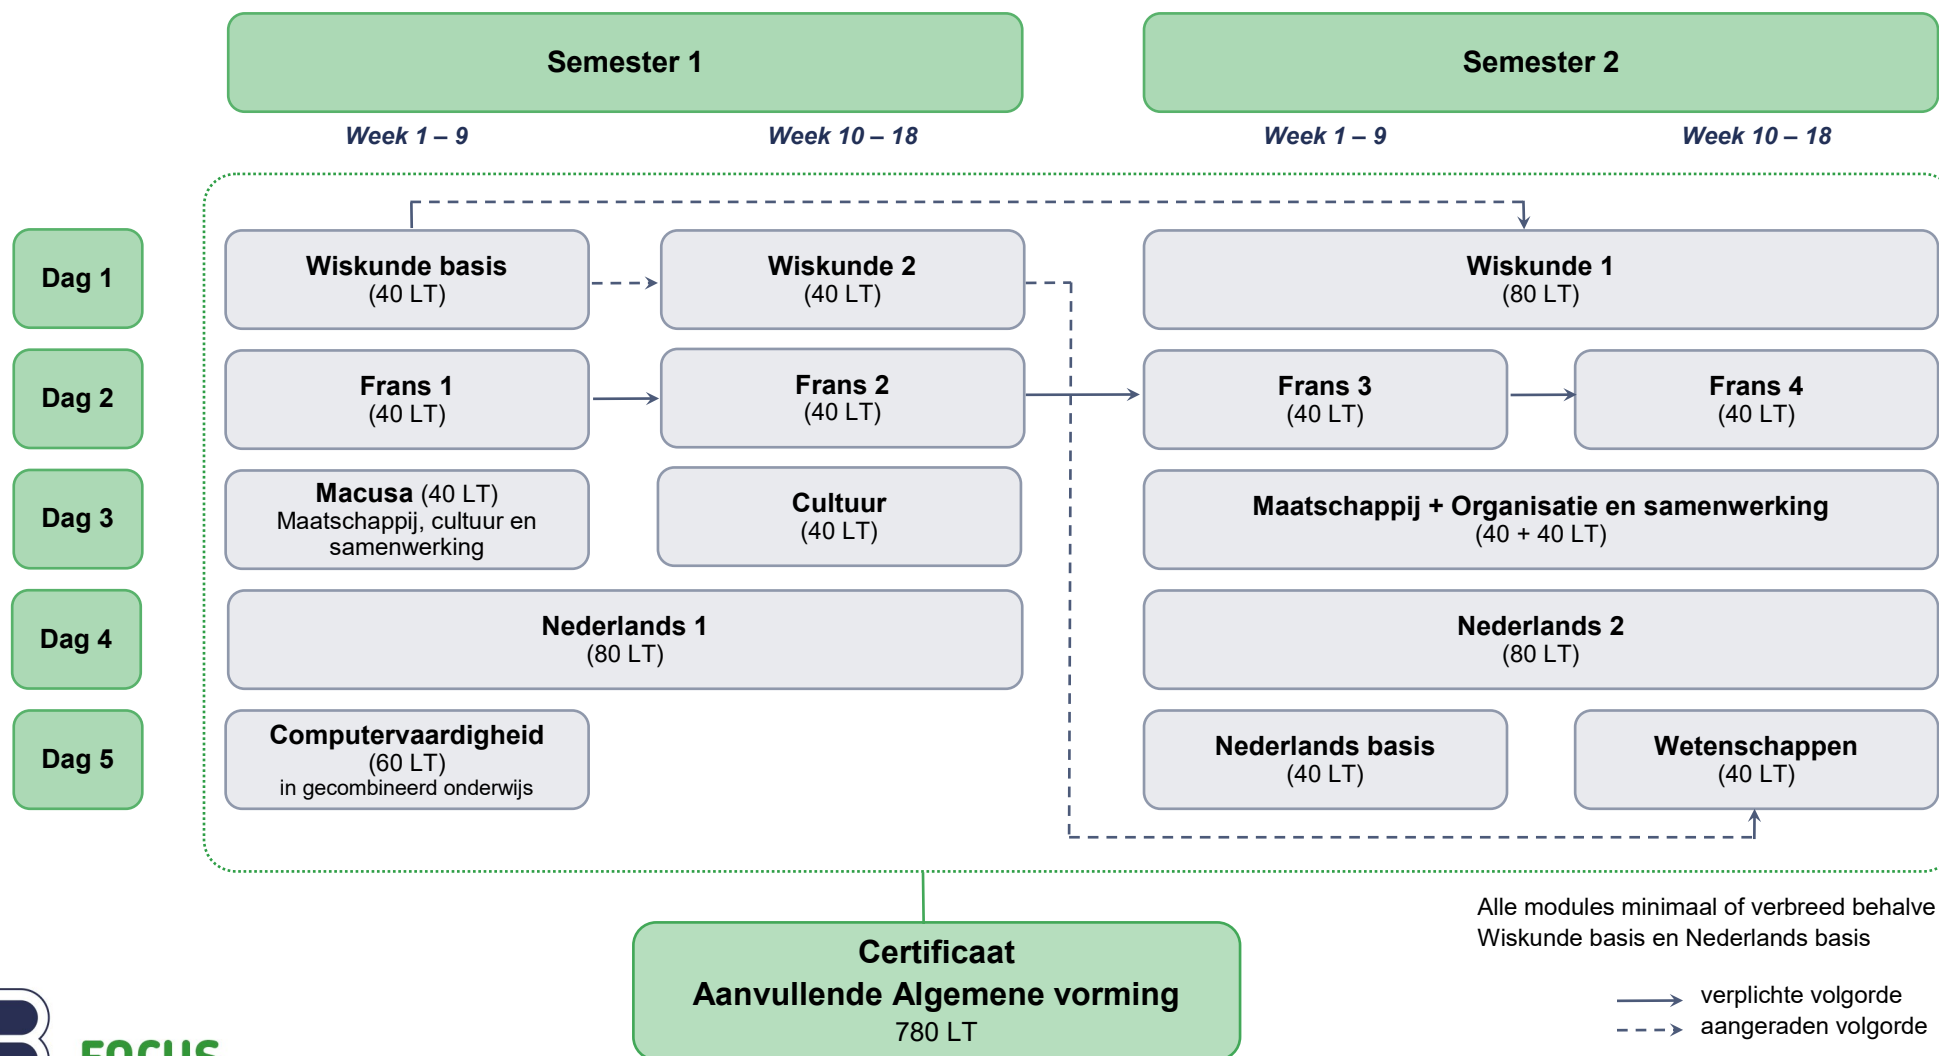 Semester 1
Semester 2
Week 1 – 9
Week 10 – 18
Week 1 – 9
Week 10 – 18
Dag 1
Wiskunde basis
(40 LT)
Wiskunde 2
(40 LT)
Wiskunde 1
(80 LT)
Dag 2
Frans 1
(40 LT)
Frans 2
(40 LT)
Frans 3
(40 LT)
Frans 4
(40 LT)
Dag 3
Macusa (40 LT)
Maatschappij, cultuur en
samenwerking
Cultuur
(40 LT)
Maatschappij + Organisatie en samenwerking
(40 + 40 LT)
Dag 4
Nederlands 1
(80 LT)
Nederlands 2
(80 LT)
Dag 5
Computervaardigheid
(60 LT)
in gecombineerd onderwijs
Nederlands basis
(40 LT)
Wetenschappen
(40 LT)
Alle modules minimaal of verbreed behalve
Wiskunde basis en Nederlands basis
Certificaat
Aanvullende Algemene vorming
780 LT
verplichte volgorde
aangeraden volgorde
FOCUS